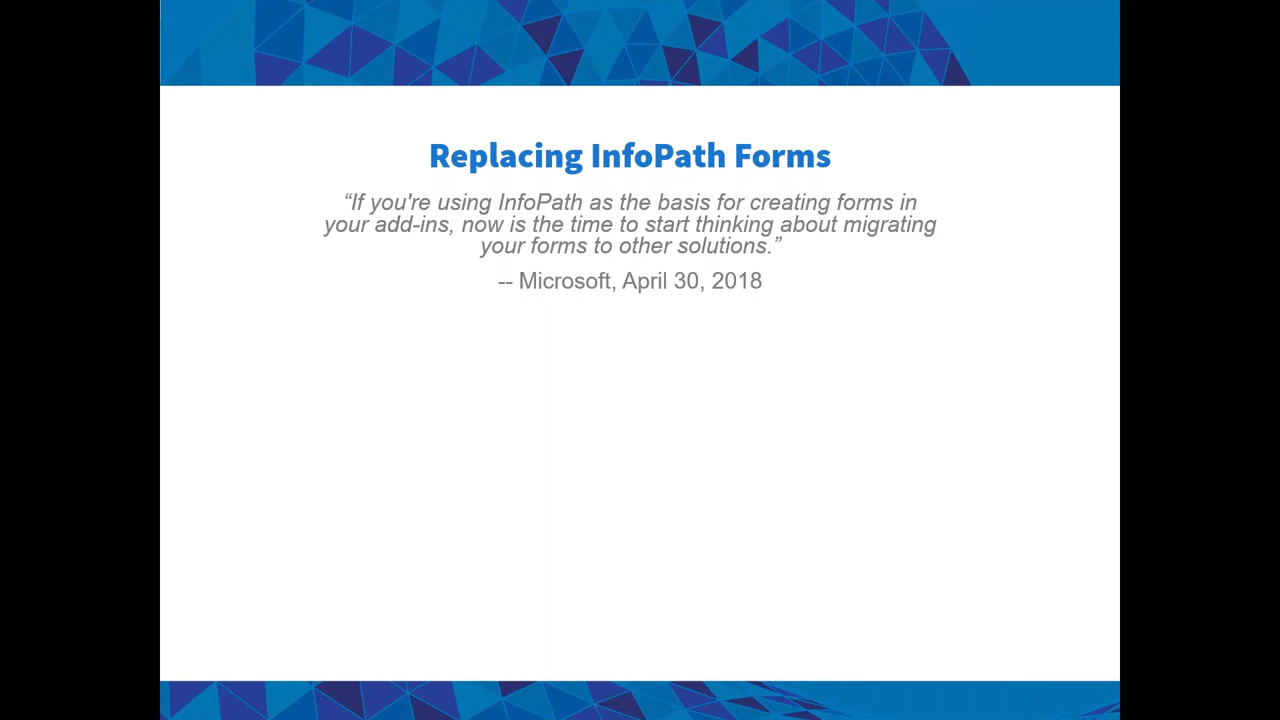 Replacing InfoPath Forms
“If you're using InfoPath as the basis for creating forms in
your add-ins, now is the time to start thinking about migrating
your forms to other solutions.”
-- Microsoft, April 30, 2018